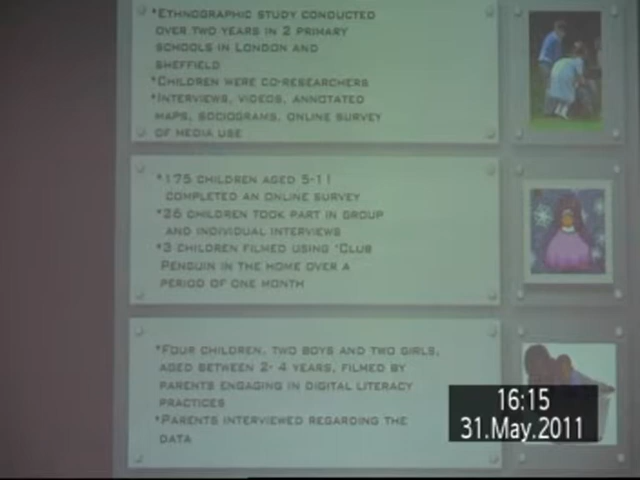 *Ethnographic study conducted
over two years in 2 primary
schools in London and
Sheffield
*Children were co-researchers
*Interviews, videos, annotated
maps, sociograms, online survey
of media use
*175 children aged 5-11
completed an online survey
*26 children took part in group
and individual interviews
*3 children filmed using 'Club
Penguin in the home over a
period of one month
*Four children, two boys and two girls,
aged between 2- 4 years, filmed by
parents engaging in digital literacy
practices
*Parents interviewed regarding the
data
16:15
31.May.2011